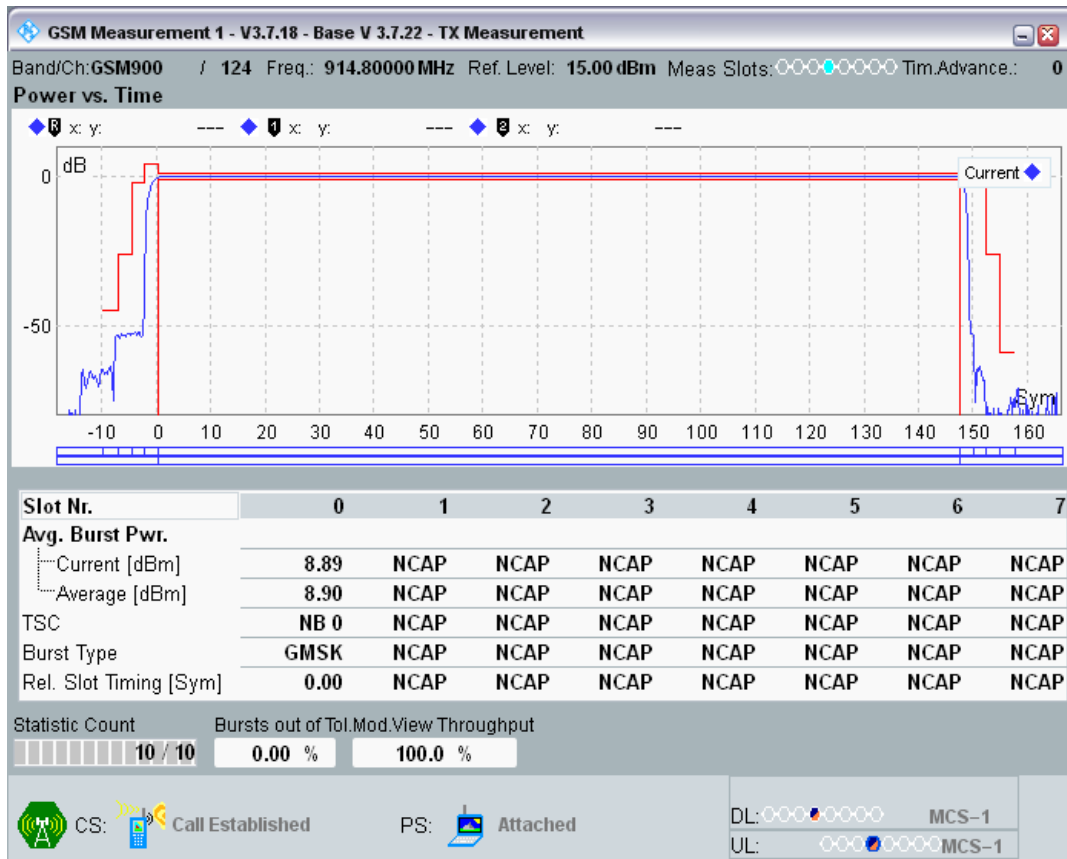 GSM Measurement 1 - V3.7.18 - Base V 3.7.22 - TX Measurement
Band/Ch:GSM900 / 124 Freq.: 914.80000 MHz Ref. Level: 15.00 dBm Meas Slots: Tim.Advance.: 0
Power vs. Time
R x: y: --- 1 x: y: --- 2 x: y: ---
dB
Current
0
-50
Sym
-10 0 10 20 30 40 50 60 70 80 90 100 110 120 130 140 150 160
Slot Nr. 0 1 2 3 4 5 6 7
Avg. Burst Pwr.
Current [dBm] 8.89 NCAP NCAP NCAP NCAP NCAP NCAP NCAP
Average [dBm] 8.90 NCAP NCAP NCAP NCAP NCAP NCAP NCAP
TSC NB 0 NCAP NCAP NCAP NCAP NCAP NCAP NCAP
Burst Type GMSK NCAP NCAP NCAP NCAP NCAP NCAP NCAP
Rel. Slot Timing [Sym] 0.00 NCAP NCAP NCAP NCAP NCAP NCAP NCAP
Statistic Count Bursts out of Tol.Mod.View Throughput
10 / 10 0.00 % 100.0 %
CS: Call Established PS: Attached
DL: MCS-1
UL: MCS-1